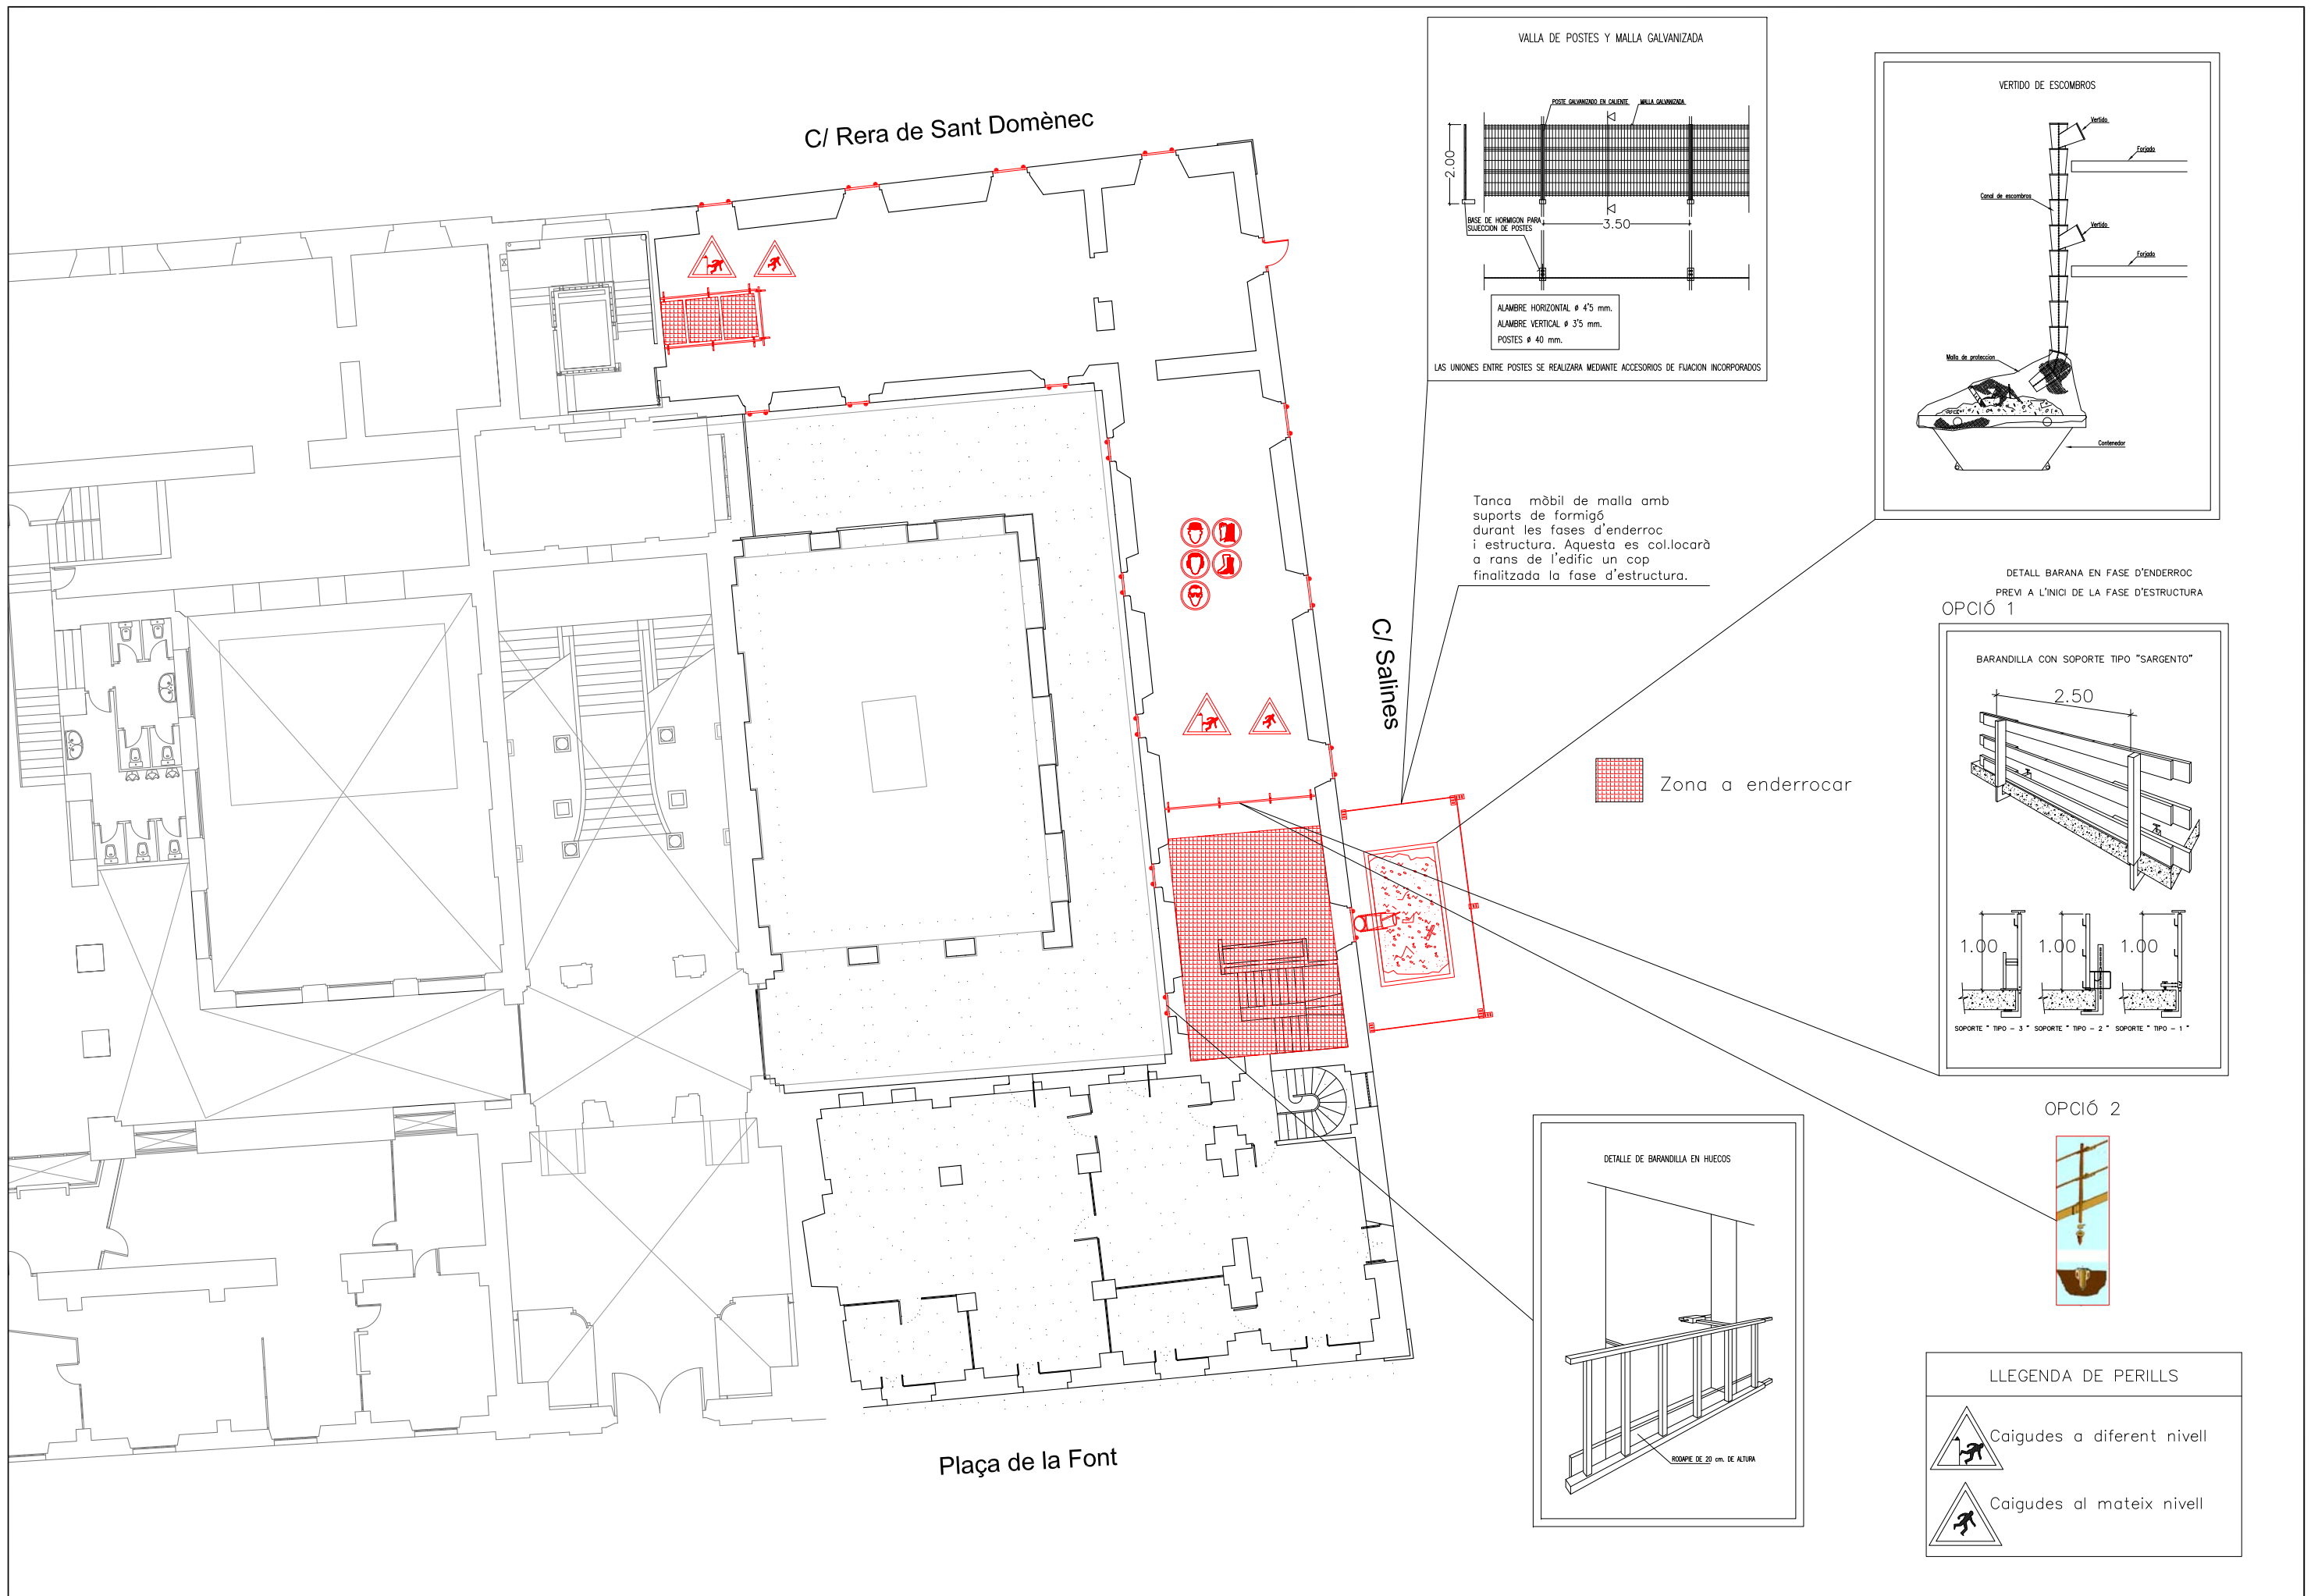 C/ Rera de Sant Domènec
C/ Salines
Plaça de la Font
VALLA DE POSTES Y MALLA GALVANIZADA
POSTE GALVANIZADO EN CALIENTE
MALLA GALVANIZADA
2.00
BASE DE HORMIGON PARA
SUJECCION DE POSTES
3.50
ALAMBRE HORIZONTAL ø 4'5 mm.
ALAMBRE VERTICAL ø 3'5 mm.
POSTES ø 40 mm.
LAS UNIONES ENTRE POSTES SE REALIZARA MEDIANTE ACCESORIOS DE FIJACION INCORPORADOS
Tanca mòbil de malla amb
suports de formigó
durant les fases d'enderroc
i estructura. Aquesta es col.locarà
a rans de l'edific un cop
finalitzada la fase d'estructura.
Zona a enderrocar
VERTIDO DE ESCOMBROS
Vertido
Forjado
Canal de escombros
Vertido
Forjado
Malla de proteccion
Contenedor
DETALL BARANA EN FASE D'ENDERROC
PREVI A L'INICI DE LA FASE D'ESTRUCTURA
OPCIÓ 1
BARANDILLA CON SOPORTE TIPO "SARGENTO"
2.50
1.00
1.00
1.00
SOPORTE " TIPO - 3 "
SOPORTE " TIPO - 2 "
SOPORTE " TIPO - 1 "
OPCIÓ 2
DETALLE DE BARANDILLA EN HUECOS
RODAPIE DE 20 cm. DE ALTURA
LLEGENDA DE PERILLS
Caigudes a diferent nivell
Caigudes al mateix nivell